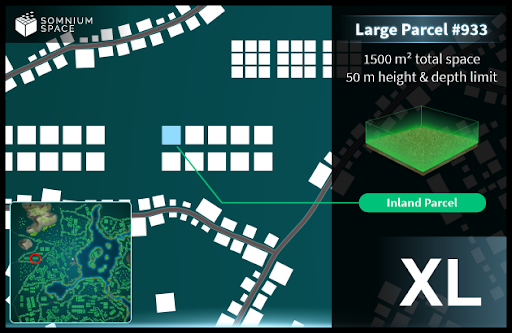 SOMNIUM
SPACE
Large Parcel #933
1500 m² total space
50 m height & depth limit
Inland Parcel
XL